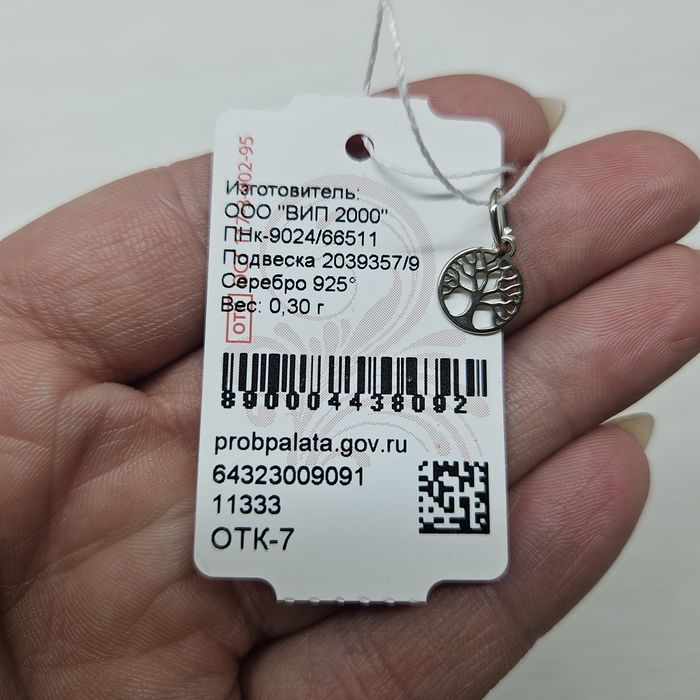 Изготовитель:
ООО "ВИП 2000"
ПНк-9024/66511
Подвеска 2039357/9
Серебро 925°
Вес: 0,30 г
890004438092
probpalata.gov.ru
64323009091
11333
ОТК-7